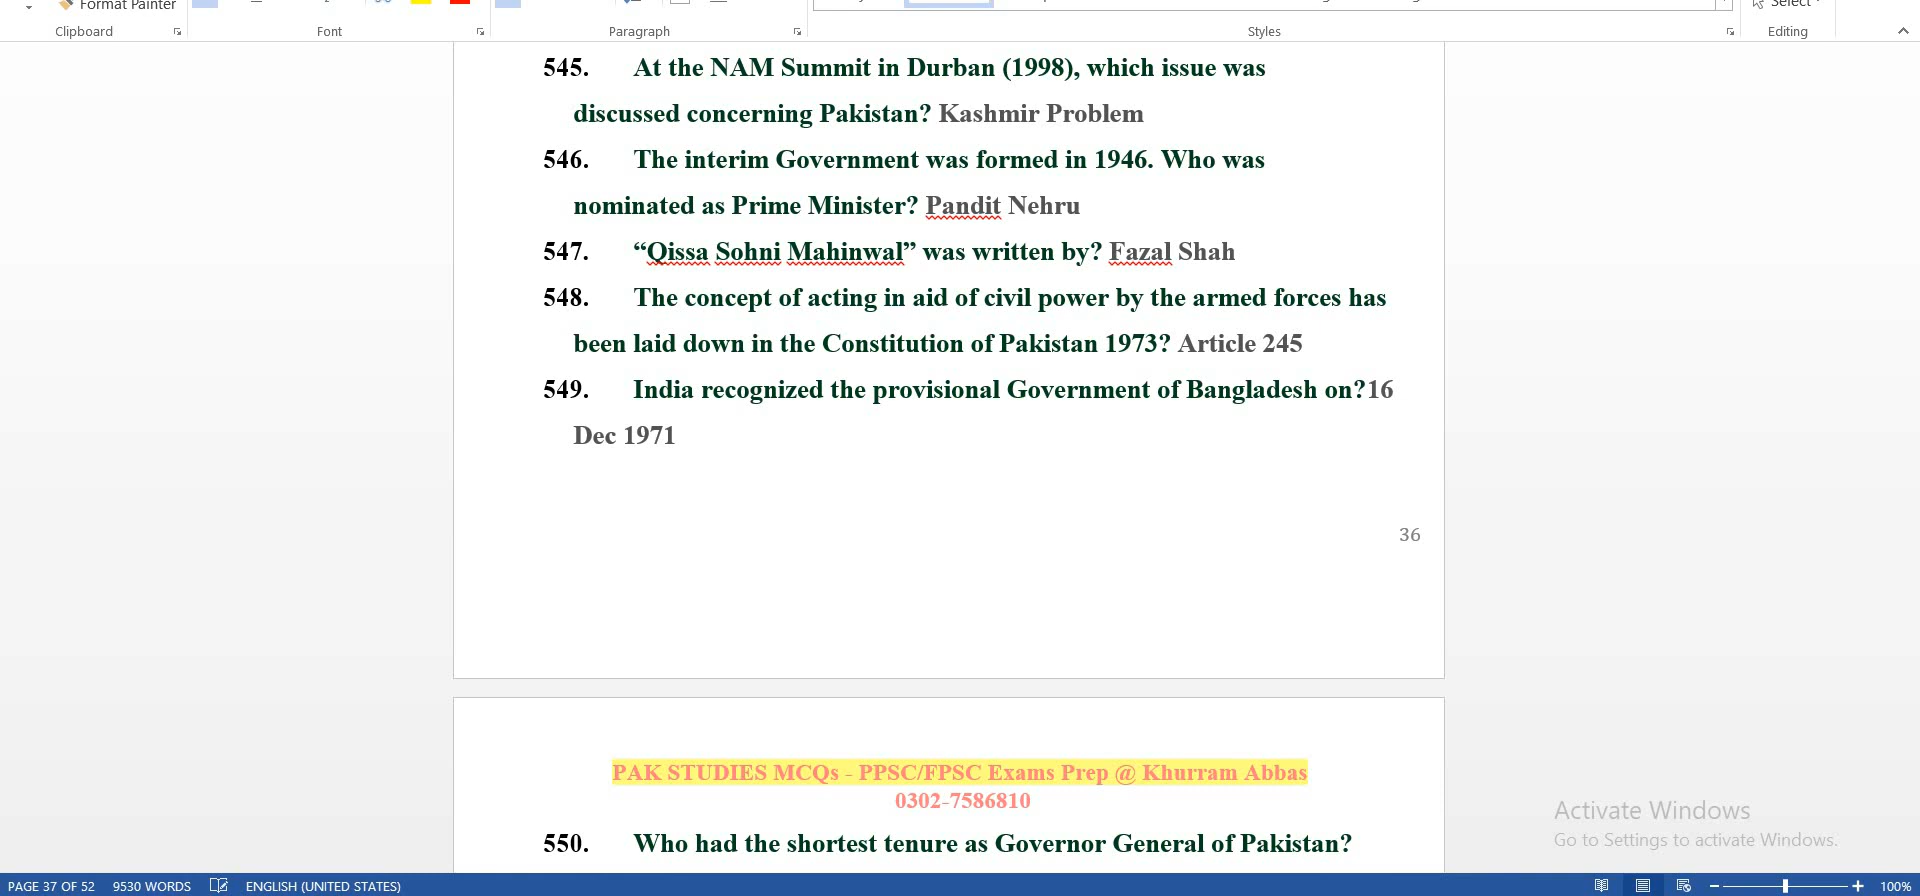 Format Painter
Select
Clipboard
Font
Paragraph
Styles
Editing
545. At the NAM Summit in Durban (1998), which issue was
discussed concerning Pakistan? Kashmir Problem
546. The interim Government was formed in 1946. Who was
nominated as Prime Minister? Pandit Nehru
547. “Qissa Sohni Mahinwal” was written by? Fazal Shah
548. The concept of acting in aid of civil power by the armed forces has
been laid down in the Constitution of Pakistan 1973? Article 245
549. India recognized the provisional Government of Bangladesh on?16
Dec 1971
36
PAK STUDIES MCQs - PPSC/FPSC Exams Prep @ Khurram Abbas
0302-7586810
550. Who had the shortest tenure as Governor General of Pakistan?
Activate Windows
Go to Settings to activate Windows.
PAGE 37 OF 52 9530 WORDS ENGLISH (UNITED STATES) 100%